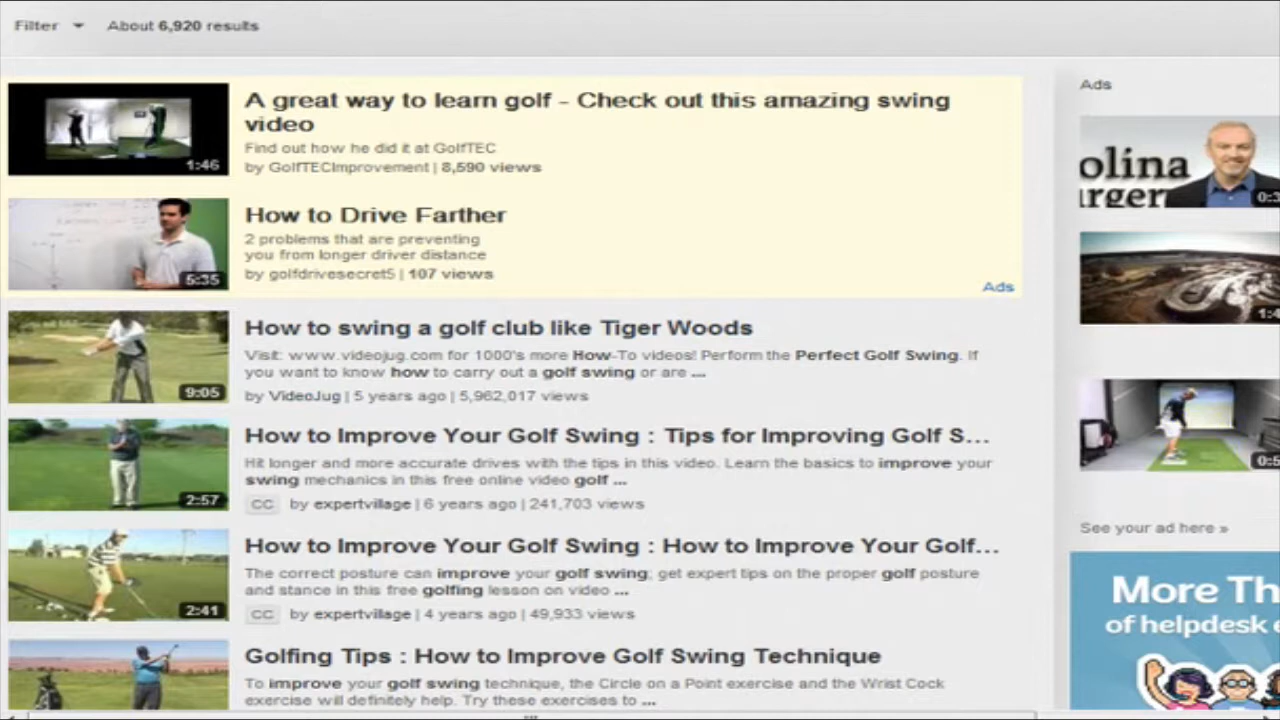 Filter About 6,920 results
A great way to learn golf - Check out this amazing swing
video
Find out how he did it at GolfTEC
by GolfTECImprovement | 8,590 views
1:46
How to Drive Farther
2 problems that are preventing
you from longer driver distance
by golfdrivesecret5 | 107 views
5:35
Ads
How to swing a golf club like Tiger Woods
Visit: www.videojug.com for 1000's more How-To videos! Perform the Perfect Golf Swing. If
you want to know how to carry out a golf swing or are ...
by VideoJug | 5 years ago | 5,962,017 views
9:05
How to Improve Your Golf Swing : Tips for Improving Golf S...
Hit longer and more accurate drives with the tips in this video. Learn the basics to improve your
swing mechanics in this free online video golf ...
CC by expertvillage | 6 years ago | 241,703 views
2:57
How to Improve Your Golf Swing : How to Improve Your Golf...
The correct posture can improve your golf swing; get expert tips on the proper golf posture
and stance in this free golfing lesson on video ...
CC by expertvillage | 4 years ago | 49,933 views
2:41
Golfing Tips : How to Improve Golf Swing Technique
To improve your golf swing technique, the Circle on a Point exercise and the Wrist Cock
exercise will definitely help. Try these exercises to ...
Ads
olina
urger
0:3
1:4
0:5
See your ad here »
More Th
of helpdesk e